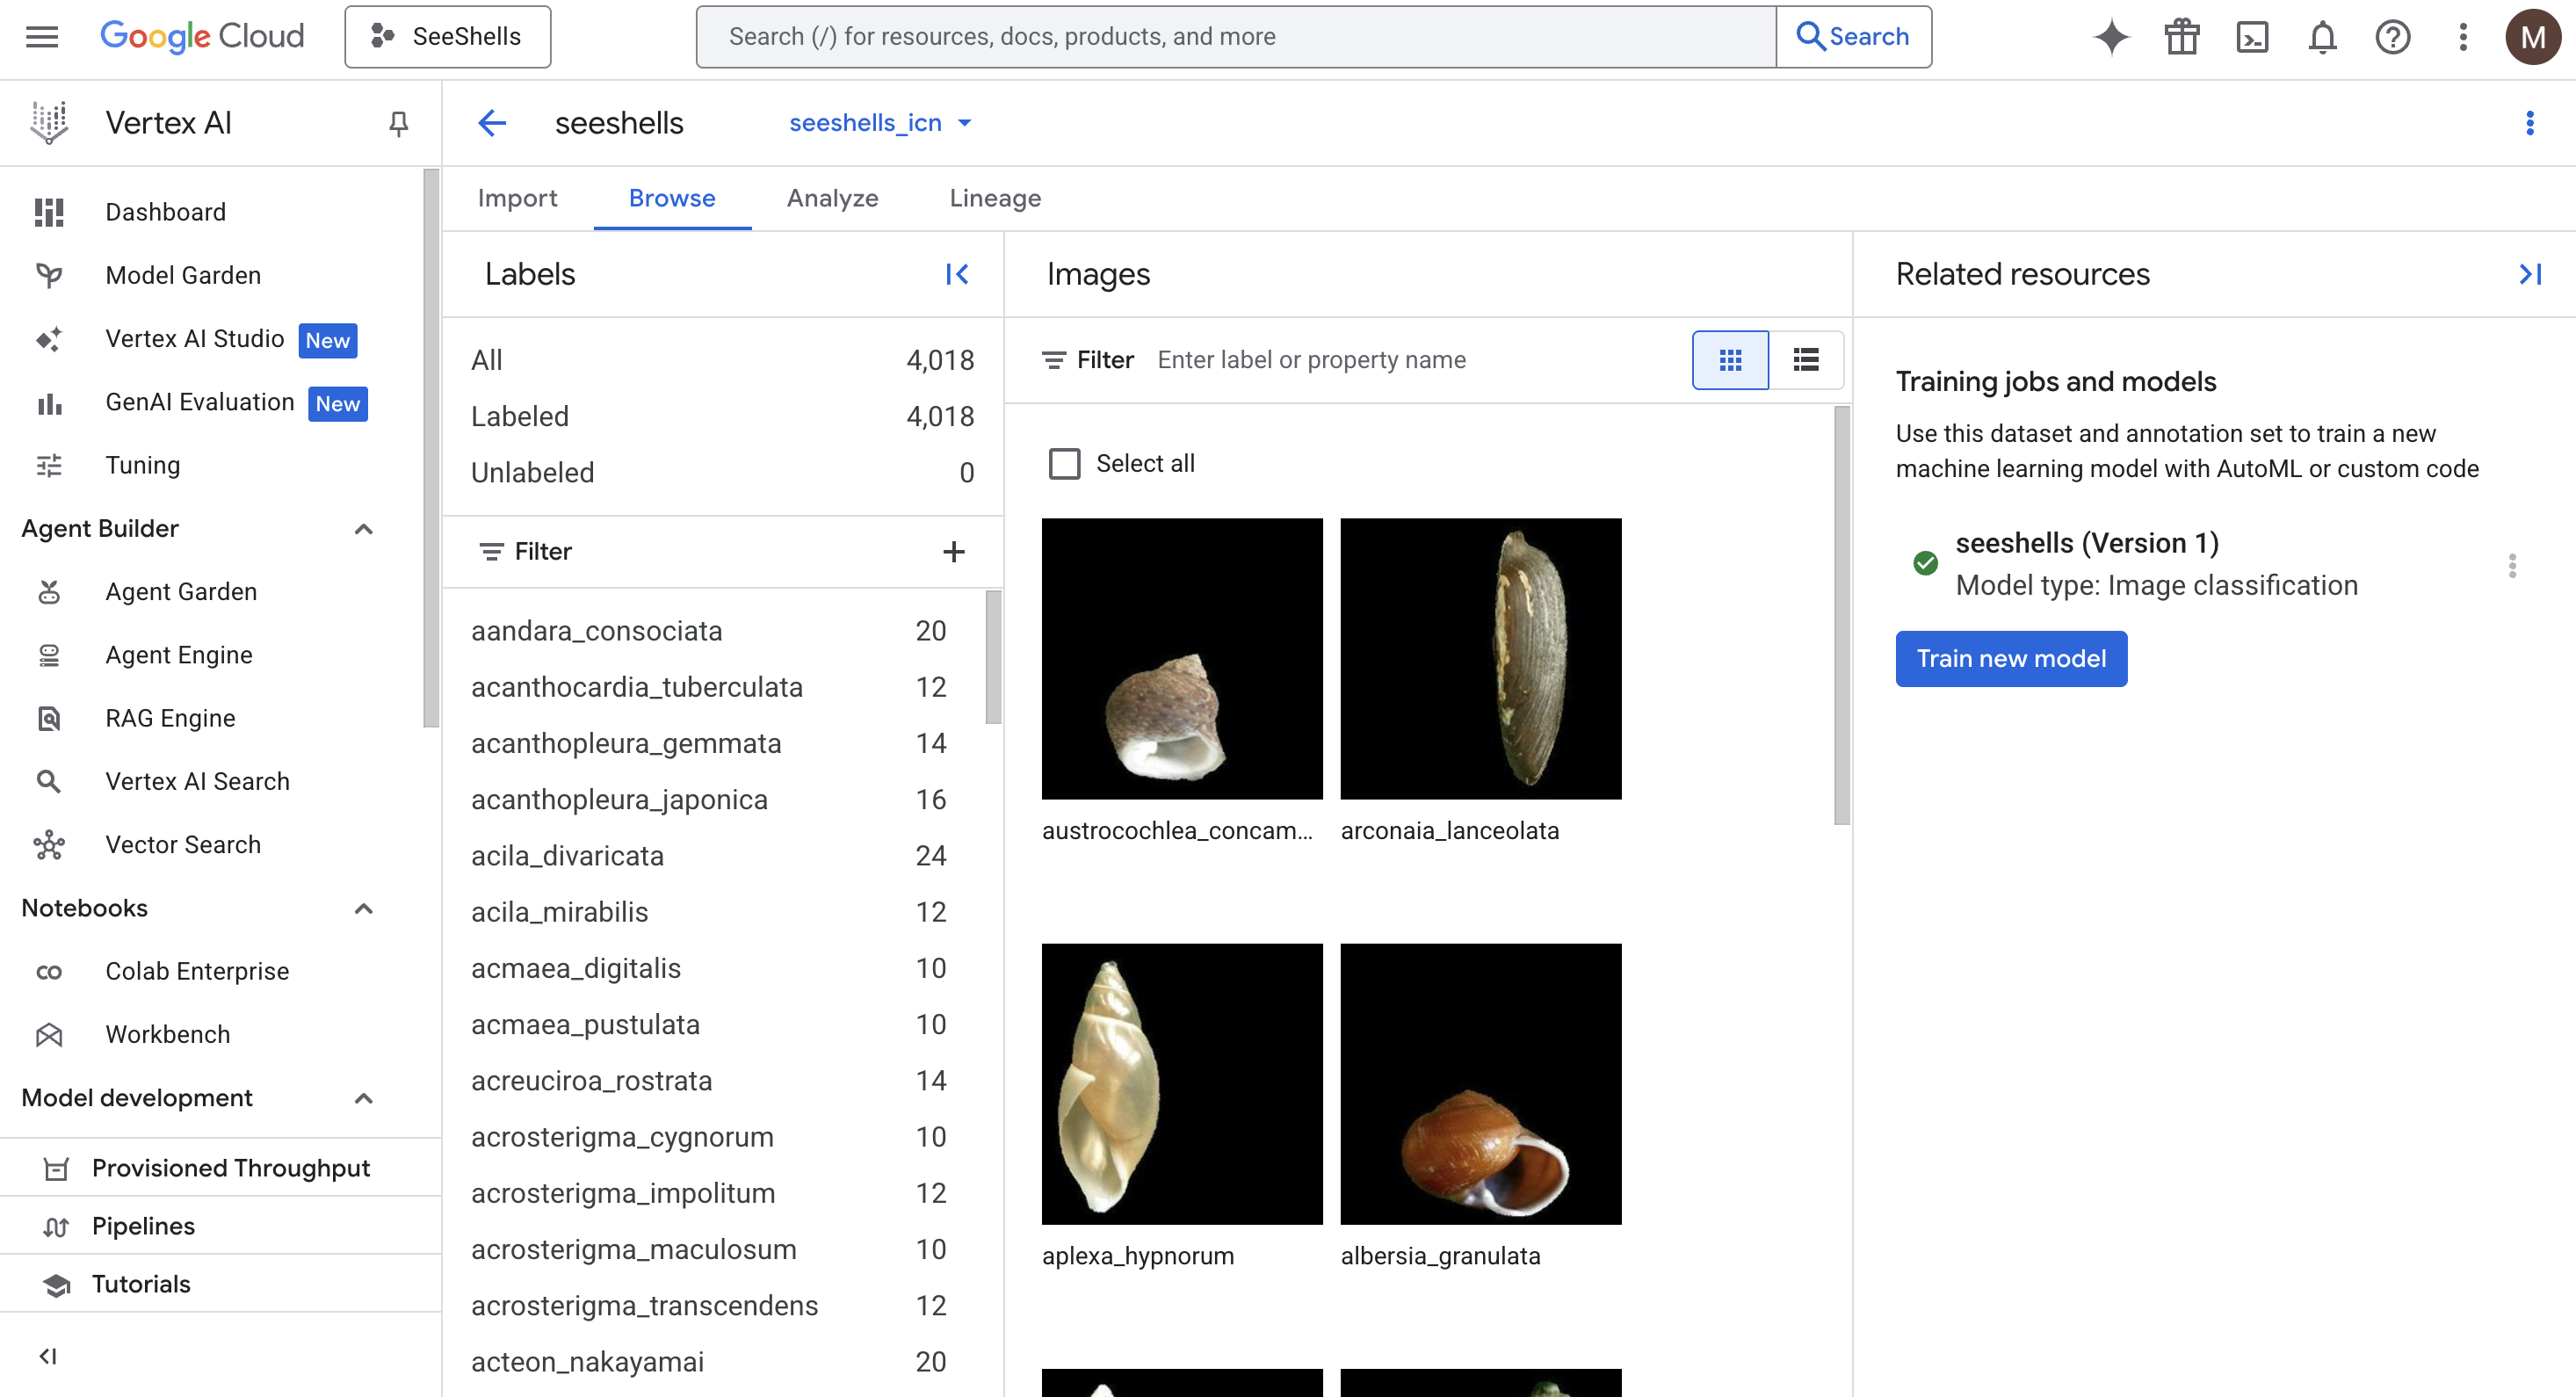 Google Cloud
SeeShells
Search (/) for resources, docs, products, and more
Search
M
Vertex AI
seeshells
seeshells_icn
Dashboard
Model Garden
Vertex AI Studio New
GenAI Evaluation New
Tuning
Agent Builder
Agent Garden
Agent Engine
RAG Engine
Vertex AI Search
Vector Search
Notebooks
Colab Enterprise
Workbench
Model development
Provisioned Throughput
Pipelines
Tutorials
Import
Browse
Analyze
Lineage
Labels
All 4,018
Labeled 4,018
Unlabeled 0
Filter
aandara_consociata 20
acanthocardia_tuberculata 12
acanthopleura_gemmata 14
acanthopleura_japonica 16
acila_divaricata 24
acila_mirabilis 12
acmaea_digitalis 10
acmaea_pustulata 10
acreuciroa_rostrata 14
acrosterigma_cygnorum 10
acrosterigma_impolitum 12
acrosterigma_maculosum 10
acrosterigma_transcendens 12
acteon_nakayamai 20
Images
Filter Enter label or property name
Select all
austrocochlea_concam...
arconaia_lanceolata
aplexa_hypnorum
albersia_granulata
Related resources
Training jobs and models
Use this dataset and annotation set to train a new
machine learning model with AutoML or custom code
seeshells (Version 1)
Model type: Image classification
Train new model